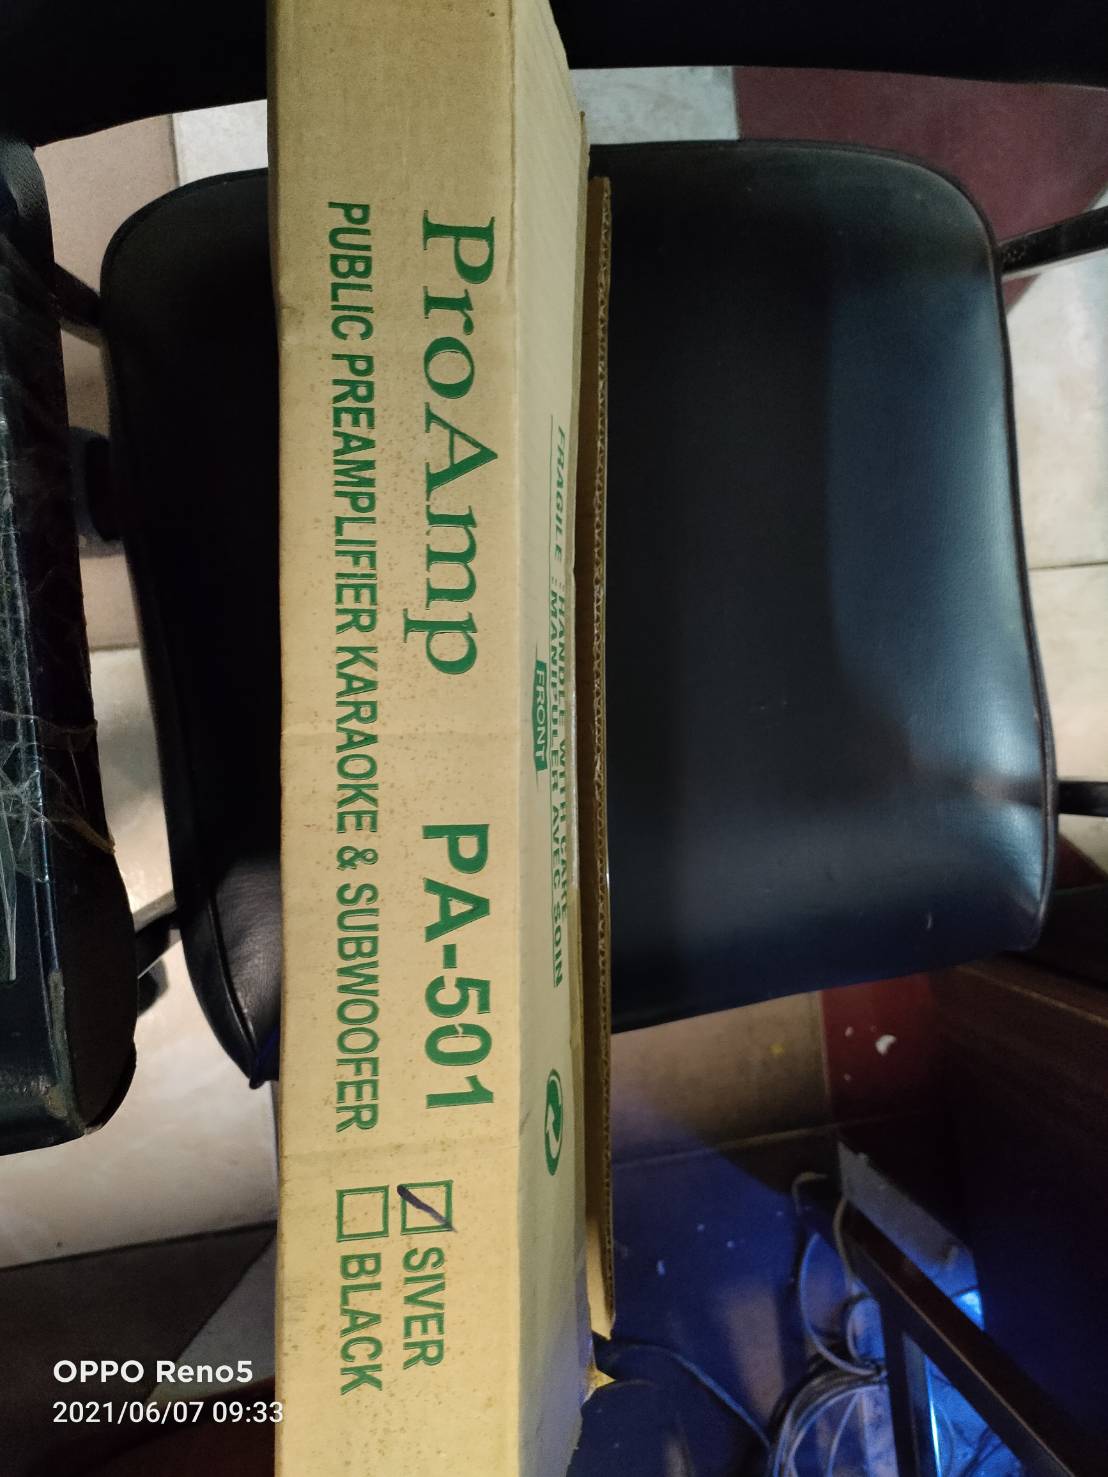 ProAmp PA-501
PUBLIC PREAMPLIFIER KARAOKE & SUBWOOFER
SIVER
BLACK
FRAGILE : HANDLE WITH CARE
: MANIPULER AVEC SOIN
FRONT
OPPO Reno5
2021/06/07 09:33